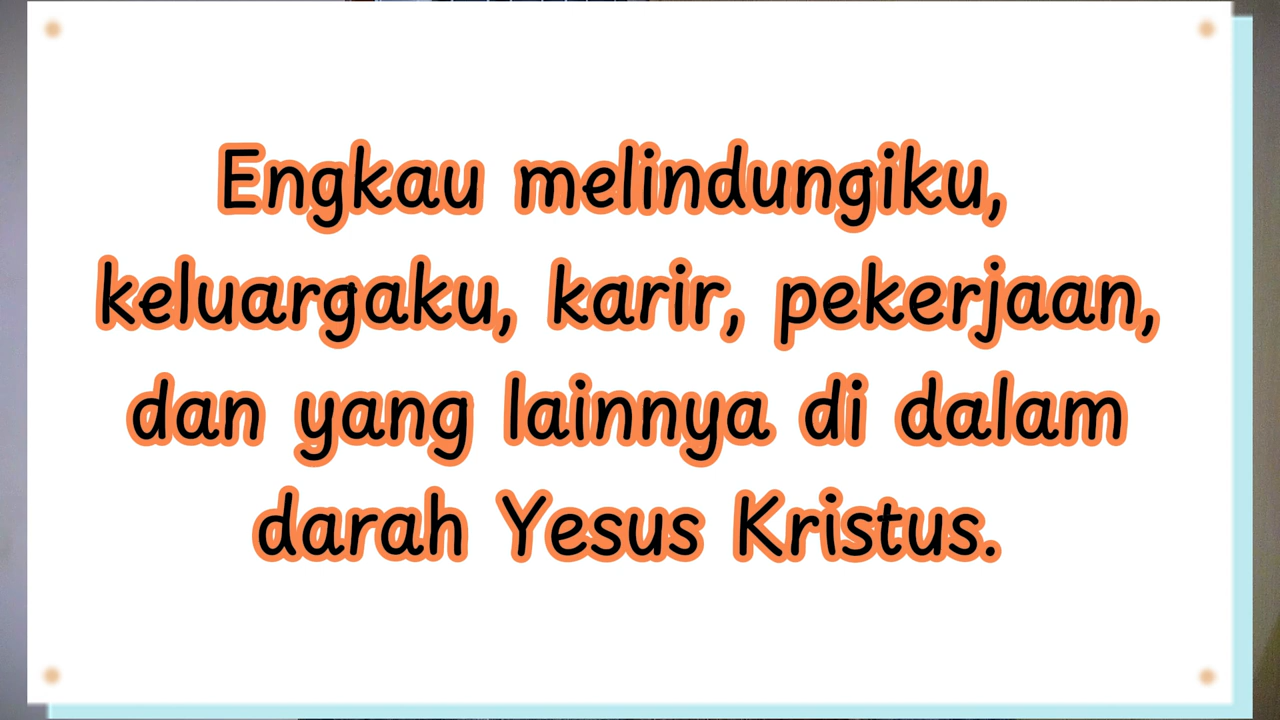 Engkau melindungiku,
keluargaku, karir, pekerjaan,
dan yang lainnya di dalam
darah Yesus Kristus.